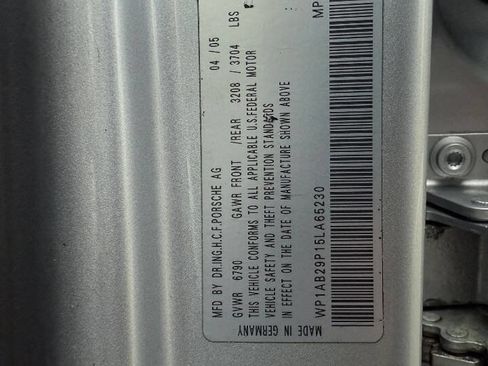 MFD BY DR.ING.H.C.F.PORSCHE AG 04 / 05
GVWR 6790 GAWR FRONT /REAR 3208 / 3704 LBS
THIS VEHICLE CONFORMS TO ALL APPLICABLE U.S.FEDERAL MOTOR
VEHICLE SAFETY AND THEFT PREVENTION STANDARDS
IN EFFECT ON THE DATE OF MANUFACTURE SHOWN ABOVE
MADE IN GERMANY
WP1AB29P15LA65230 MP